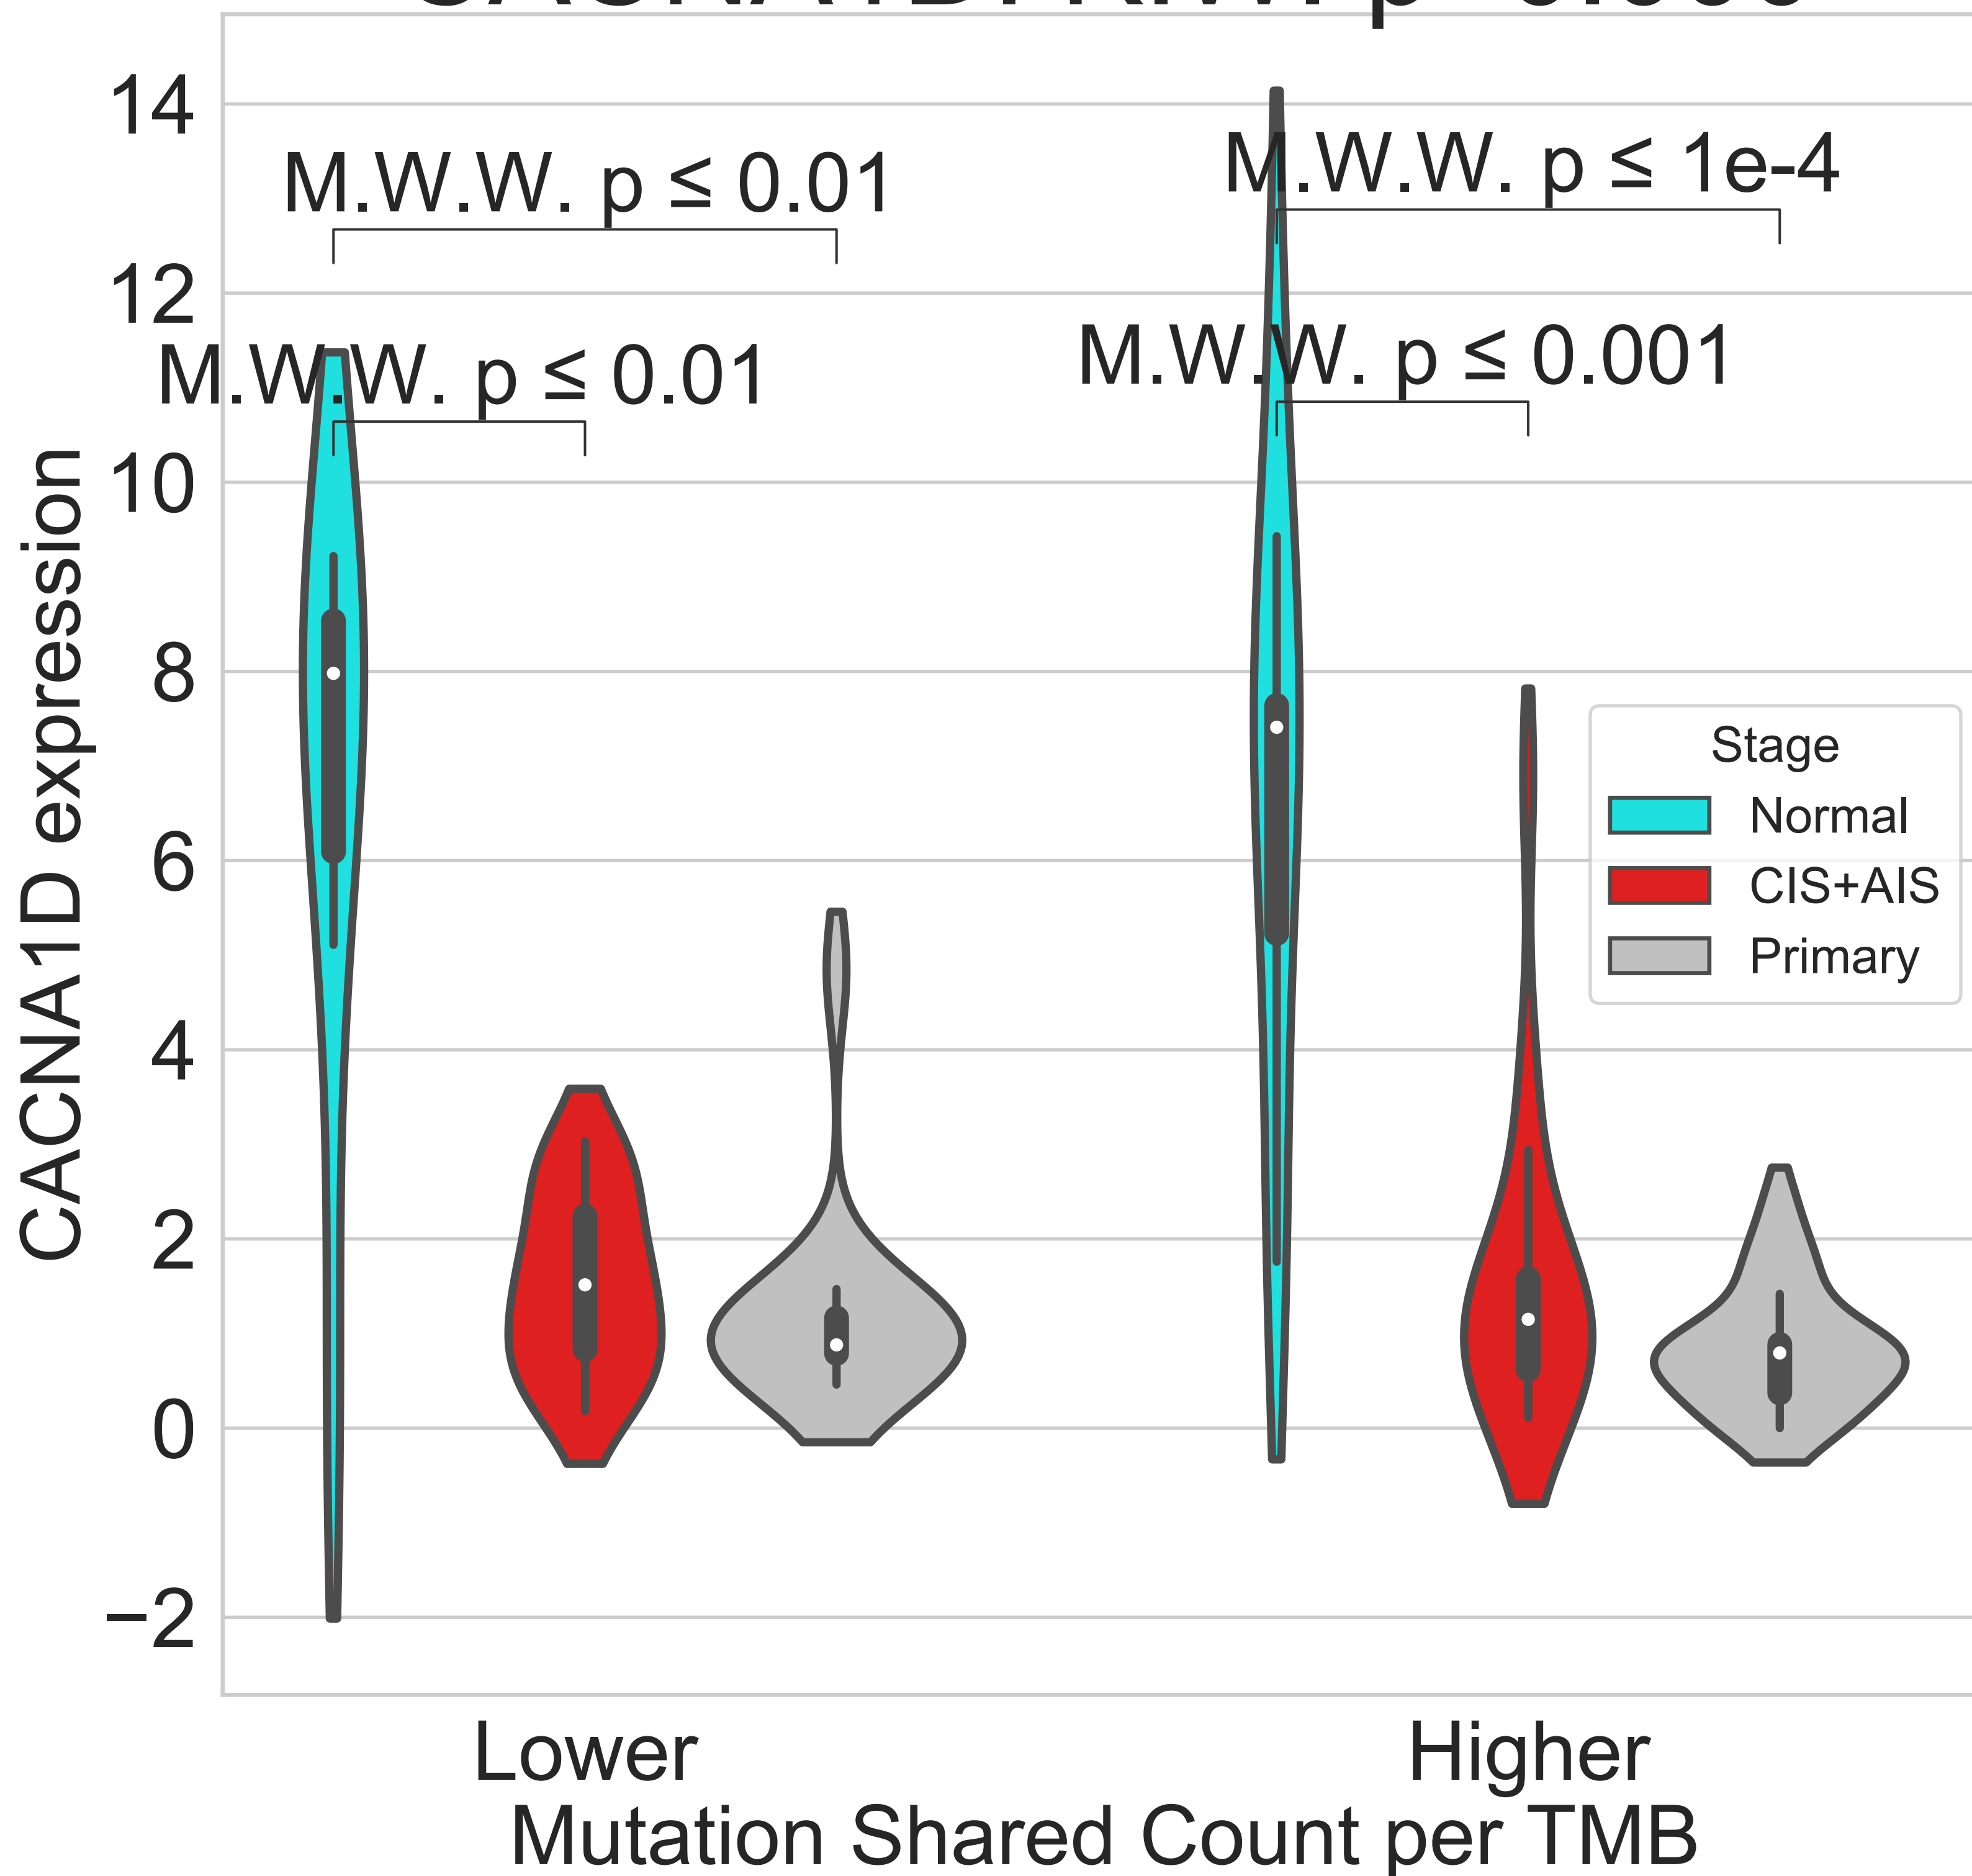 14
M.W.W. p ≤ 0.01
M.W.W. p ≤ 1e-4
12
M.W.W. p ≤ 0.01
M.W.W. p ≤ 0.001
10
8
6
4
2
0
−2
CACNA1D expression
Stage
Normal
CIS+AIS
Primary
Lower
Higher
Mutation Shared Count per TMB